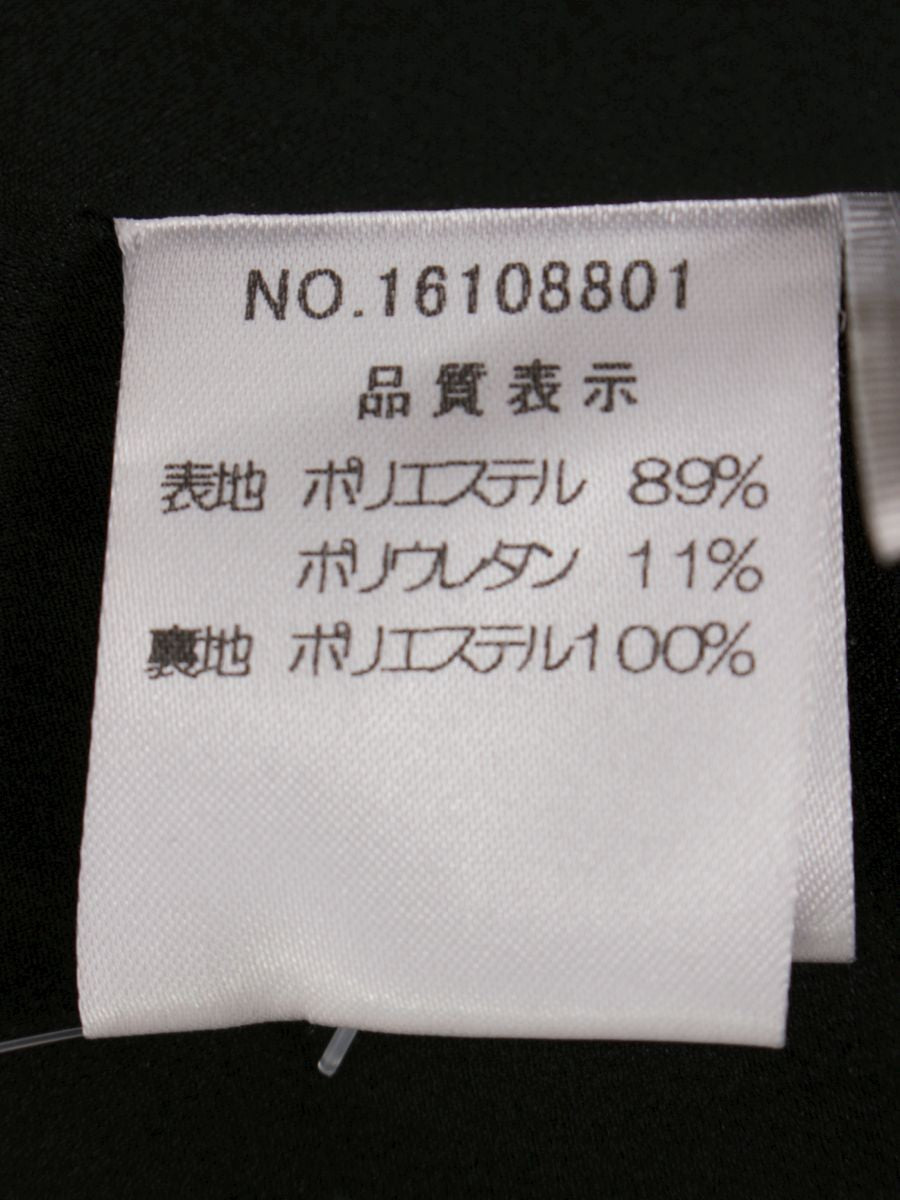 NO.16108801
品質表示
表地 ポリエステル 89%
ポリウレタン 11%
裏地 ポリエステル100%